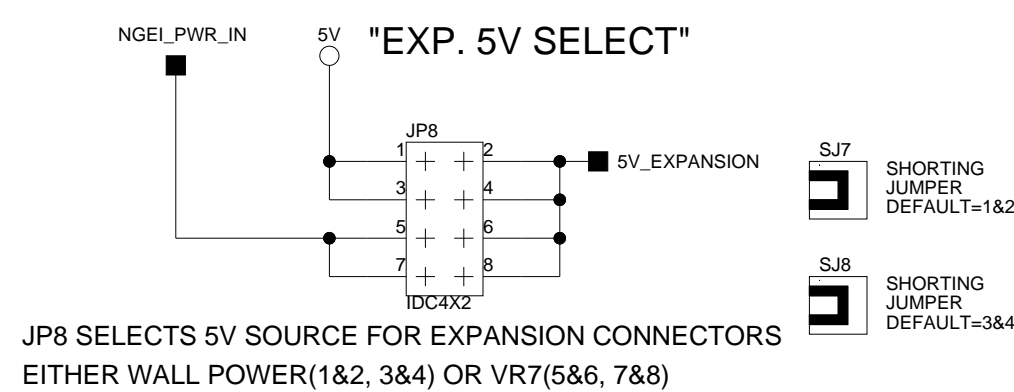 NGEI_PWR_IN
5V
"EXP. 5V SELECT"
JP8
1
2
3
4
5
6
7
8
IDC4X2
5V_EXPANSION
SJ7
SHORTING
JUMPER
DEFAULT=1&2
SJ8
SHORTING
JUMPER
DEFAULT=3&4
JP8 SELECTS 5V SOURCE FOR EXPANSION CONNECTORS
EITHER WALL POWER(1&2, 3&4) OR VR7(5&6, 7&8)